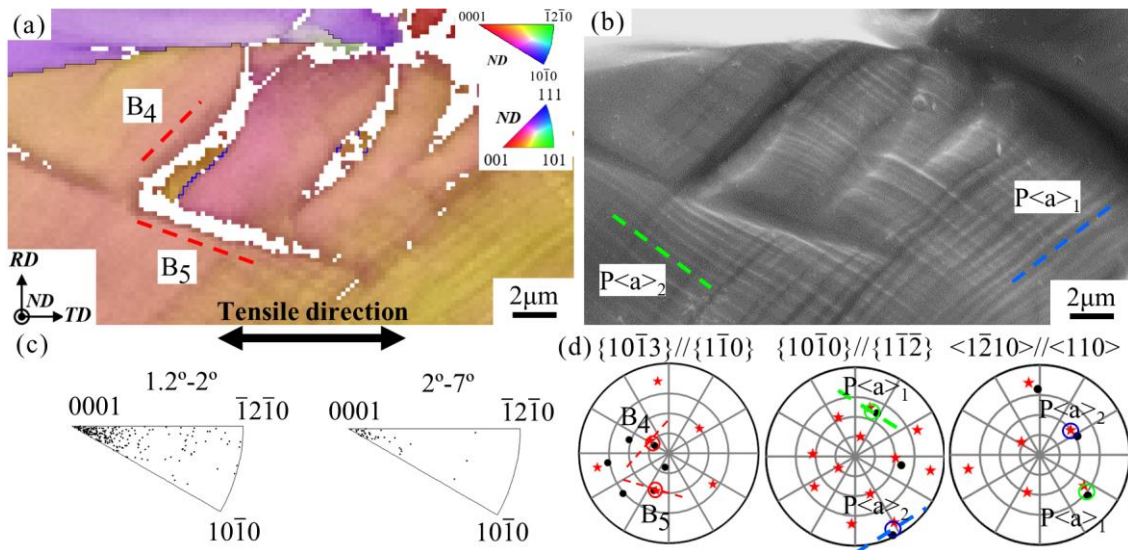 (a)
0001
1̅21̅0
ND
101̅0
111
ND
001
101
B4
B5
RD
ND
TD
Tensile direction
2μm
(b)
P<a>1
P<a>2
2μm
(c)
1.2º-2º
0001
1̅21̅0
101̅0
2º-7º
0001
1̅21̅0
101̅0
(d)
{101̅3}//{11̅0}
B4
B5
{101̅0}//{11̅2̅}
P<a>1
P<a>2
<12̅10>//<110>
P<a>2
P<a>1